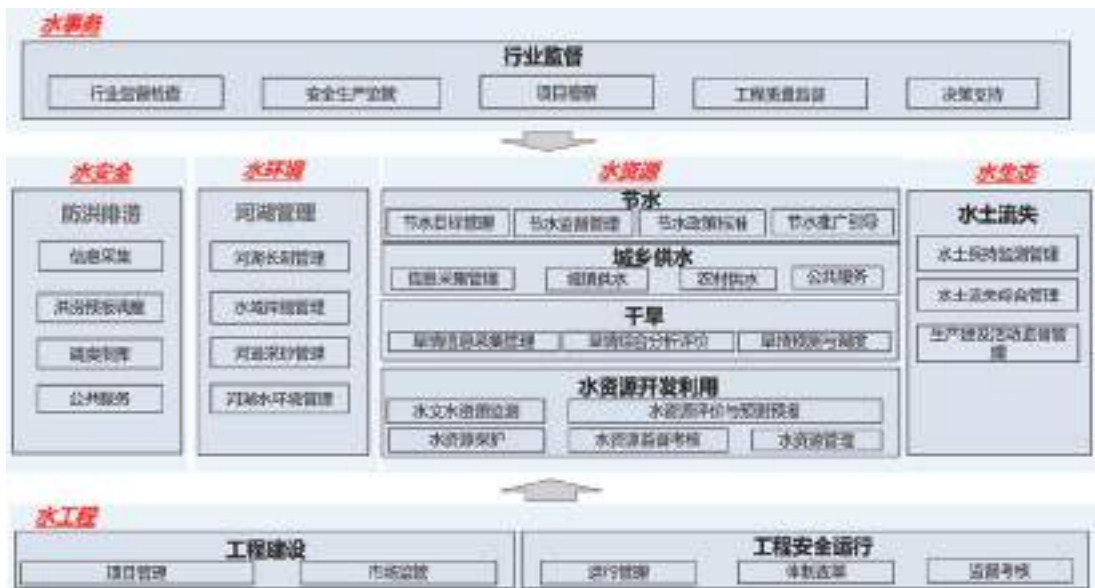 水事务
行业监督
行业监督检查
安全生产监管
项目稽察
工程质量监督
决策支持
水安全
防洪排涝
信息采集
洪涝预报调度
公共服务
水环境
河湖管理
河湖长制管理
水域岸线管理
河道采砂管理
河湖水环境管理
水资源
节水
节水目标管理
节水监督管理
节水政策标准
节水推广引导
城乡供水
信息采集管理
城镇供水
农村供水
公共服务
干旱
旱情信息采集管理
旱情综合分析评价
旱情预测与调度
水资源开发利用
水文水资源监测
水资源评价与预测预报
水资源保护
水资源监督考核
水资源管理
水生态
水土流失
水土保持监测管理
水土流失综合管理
生产建设活动监督管
理
水工程
工程建设
项目管理
市场监管
工程安全运行
运行管理
体制改革
监督考核